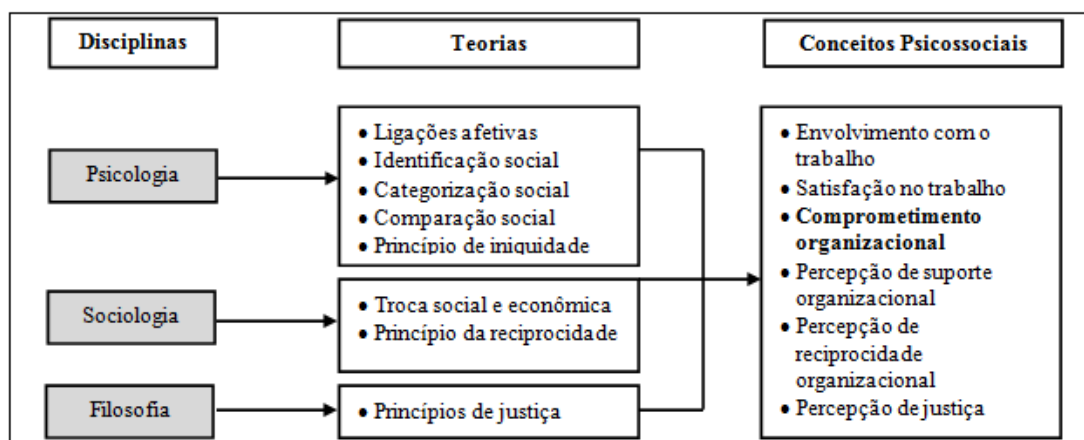 Disciplinas
Teorias
Conceitos Psicossociais
Psicologia
• Ligações afetivas
• Identificação social
• Categorização social
• Comparação social
• Princípio de iniquidade
Sociologia
• Troca social e econômica
• Princípio da reciprocidade
Filosofia
• Princípios de justiça
• Envolvimento com o
trabalho
• Satisfação no trabalho
• Comprometimento
organizacional
• Percepção de suporte
organizacional
• Percepção de
reciprocidade
organizacional
• Percepção de justiça